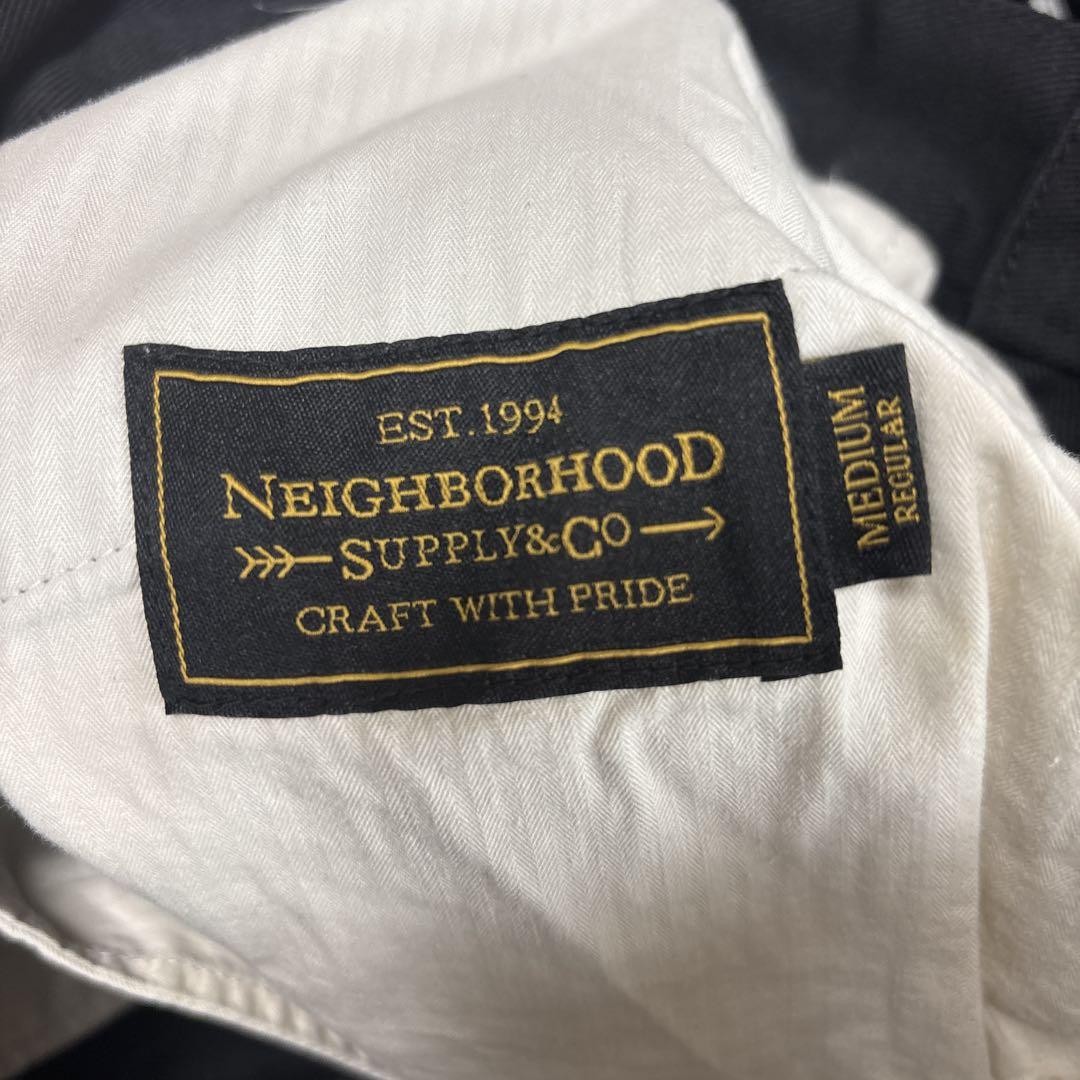 EST. 1994
NEIGHBORHOOD
SUPPLY&CO
CRAFT WITH PRIDE
MEDIUM
REGULAR